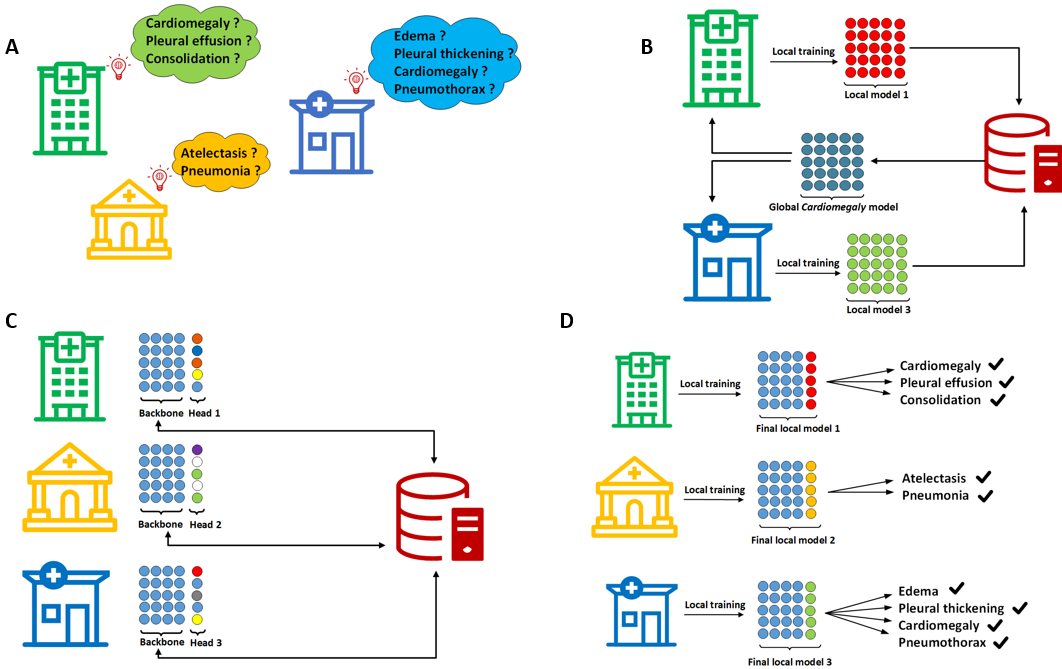 A
Cardiomegaly ?
Pleural effusion ?
Consolidation ?
Edema ?
Pleural thickening ?
Cardiomegaly ?
Pneumothorax ?
Atelectasis ?
Pneumonia ?
B
Local training
Local model 1
Global Cardiomegaly model
Local training
Local model 3
C
Backbone
Head 1
Backbone
Head 2
Backbone
Head 3
D
Local training
Final local model 1
Cardiomegaly
Pleural effusion
Consolidation
Local training
Final local model 2
Atelectasis
Pneumonia
Local training
Final local model 3
Edema
Pleural thickening
Cardiomegaly
Pneumothorax